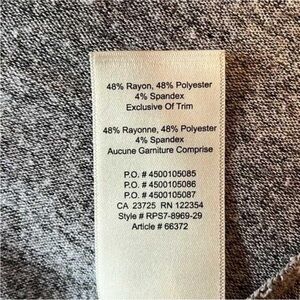 48% Rayon, 48% Polyester
4% Spandex
Exclusive Of Trim
48% Rayonne, 48% Polyester
4% Spandex
Aucune Garniture Comprise
P.O. # 4500105085
P.O. # 4500105086
P.O. # 4500105087
CA 23725 RN 122354
Style # RPS7-8969-29
Article # 66372